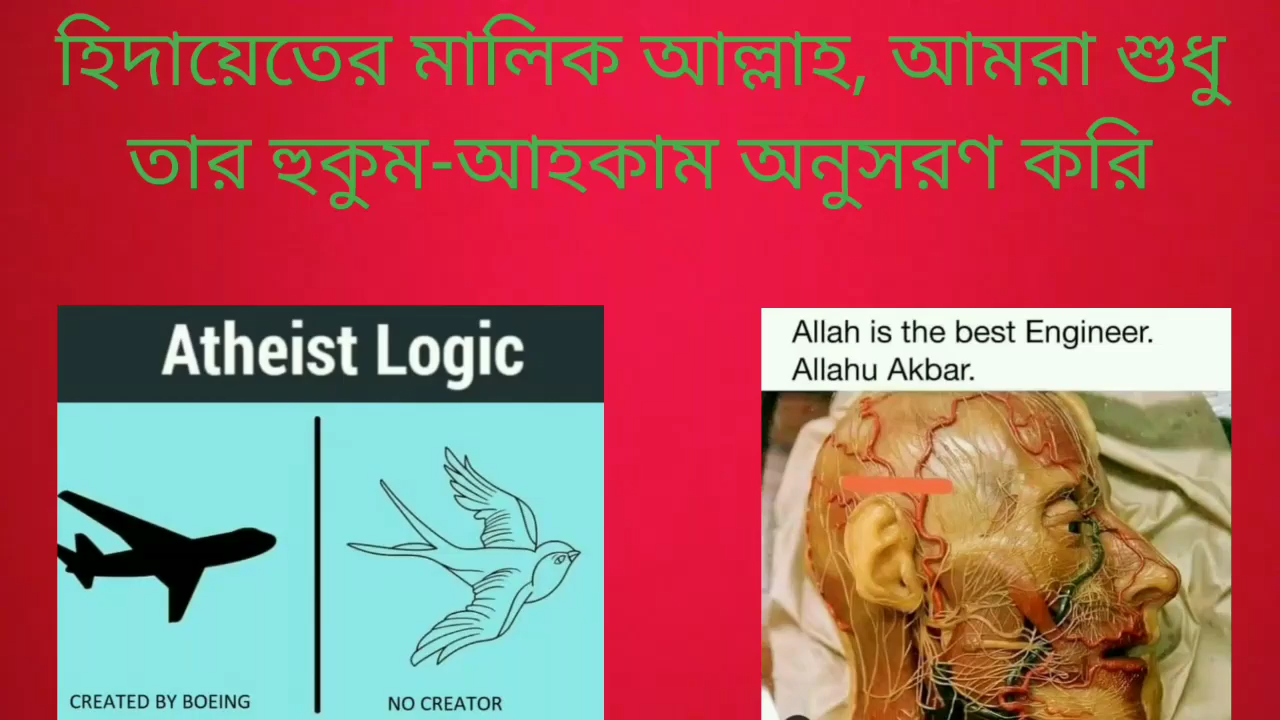 হিদায়েতের মালিক আল্লাহ, আমরা শুধু
তার হুকুম-আহকাম অনুসরণ করি
Atheist Logic
CREATED BY BOEING
NO CREATOR
Allah is the best Engineer.
Allahu Akbar.